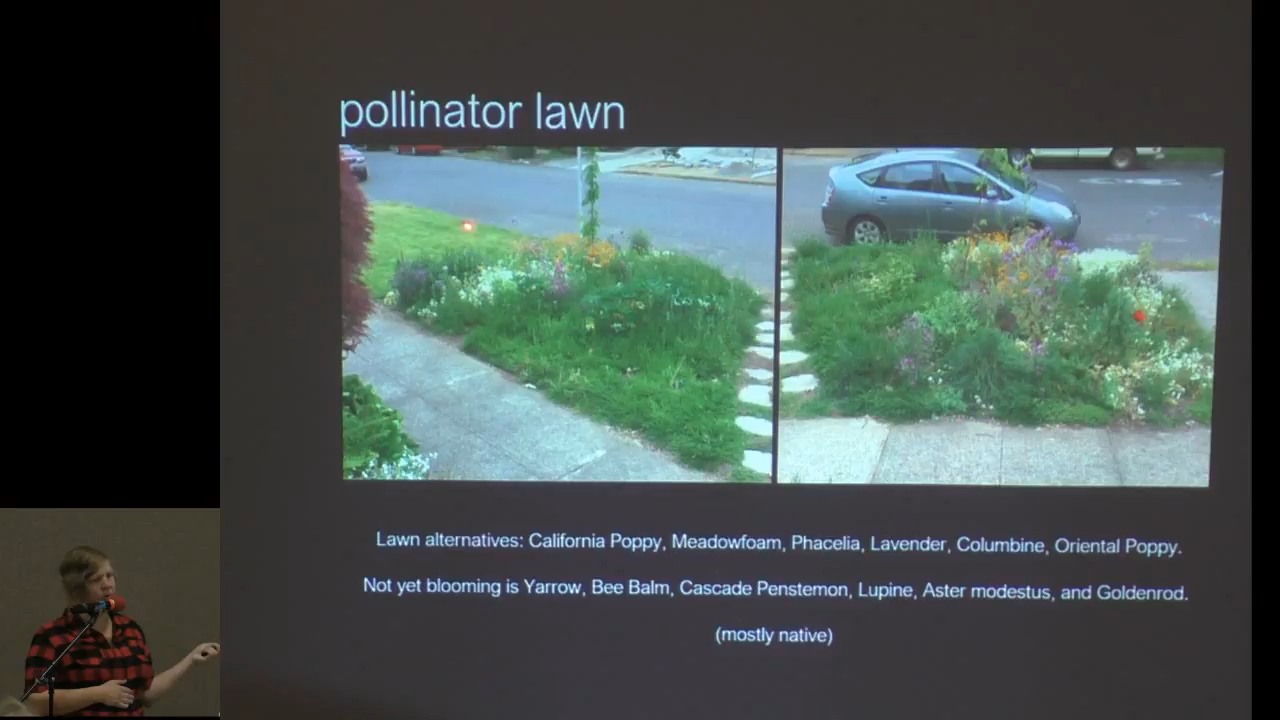 pollinator lawn
Lawn alternatives: California Poppy, Meadowfoam, Phacelia, Lavender, Columbine, Oriental Poppy.
Not yet blooming is Yarrow, Bee Balm, Cascade Penstemon, Lupine, Aster modestus, and Goldenrod.
(mostly native)